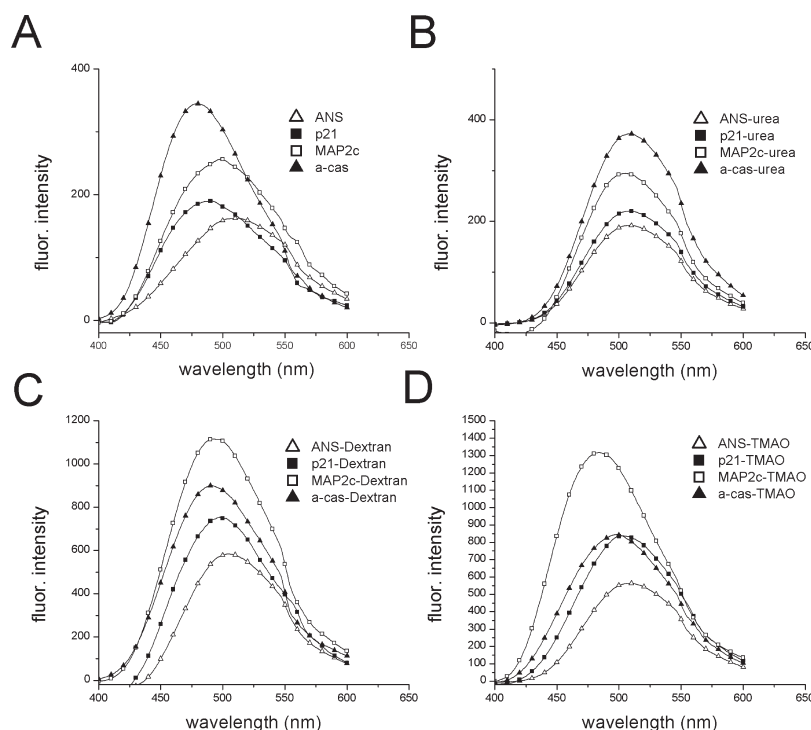 A
400
200
0
fluor. intensity
400 450 500 550 600 650
wavelength (nm)
ANS
p21
MAP2c
a-cas
B
400
200
0
fluor. intensity
400 450 500 550 600 650
wavelength (nm)
ANS-urea
p21-urea
MAP2c-urea
a-cas-urea
C
1200
1000
800
600
400
200
0
fluor. intensity
400 450 500 550 600 650
wavelength (nm)
ANS-Dextran
p21-Dextran
MAP2c-Dextran
a-cas-Dextran
D
1500
1400
1300
1200
1100
1000
900
800
700
600
500
400
300
200
100
0
fluor. intensity
400 450 500 550 600 650
wavelength (nm)
ANS-TMAO
p21-TMAO
MAP2c-TMAO
a-cas-TMAO